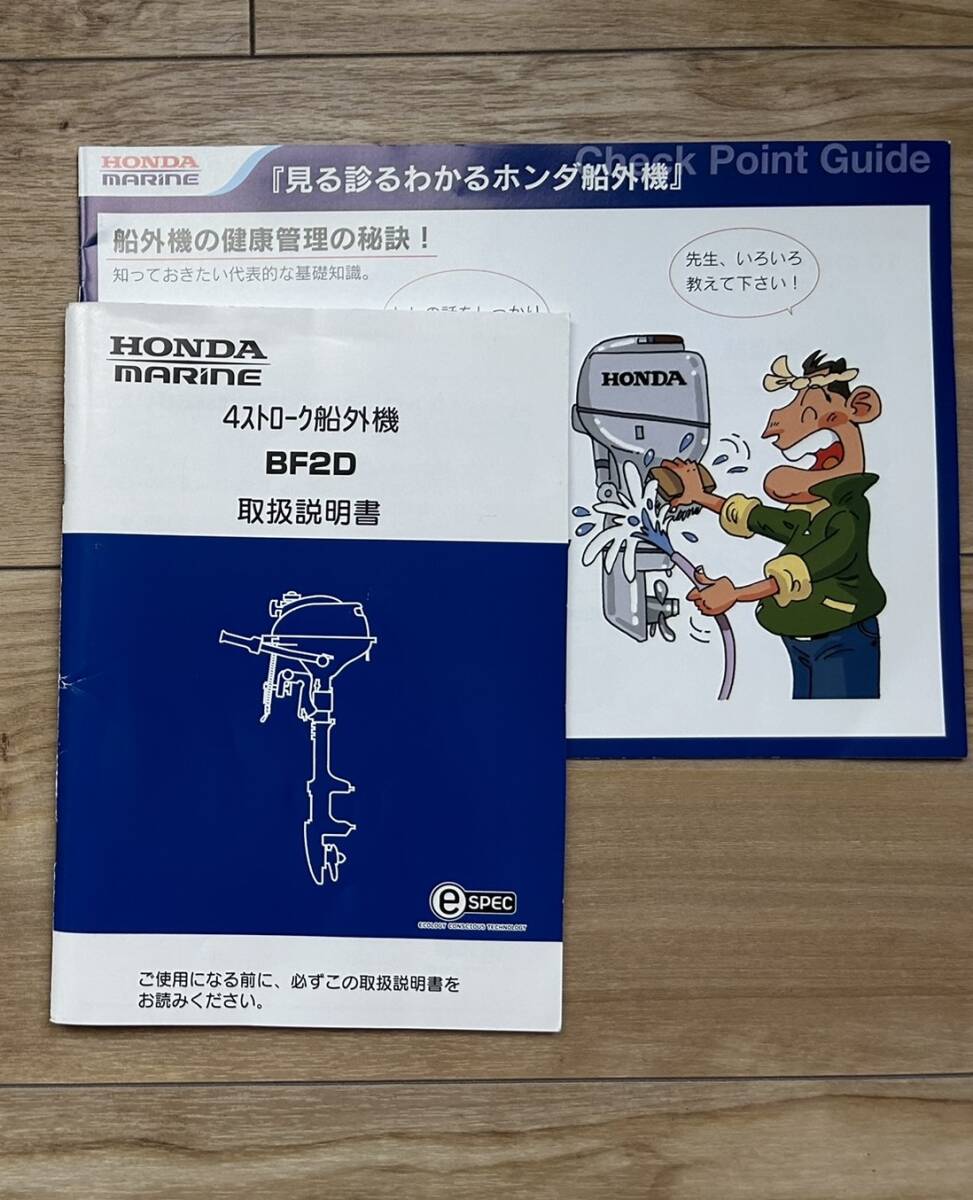 HONDA
MARINE
『見る診るわかるホンダ船外機』
Check Point Guide
船外機の健康管理の秘訣！
知っておきたい代表的な基礎知識。
先生、いろいろ
教えて下さい！
HONDA
HONDA
MARINE
4ストローク船外機
BF2D
取扱説明書
e SPEC
ECOLOGY CONSCIOUS TECHNOLOGY
ご使用になる前に、必ずこの取扱説明書を
お読みください。